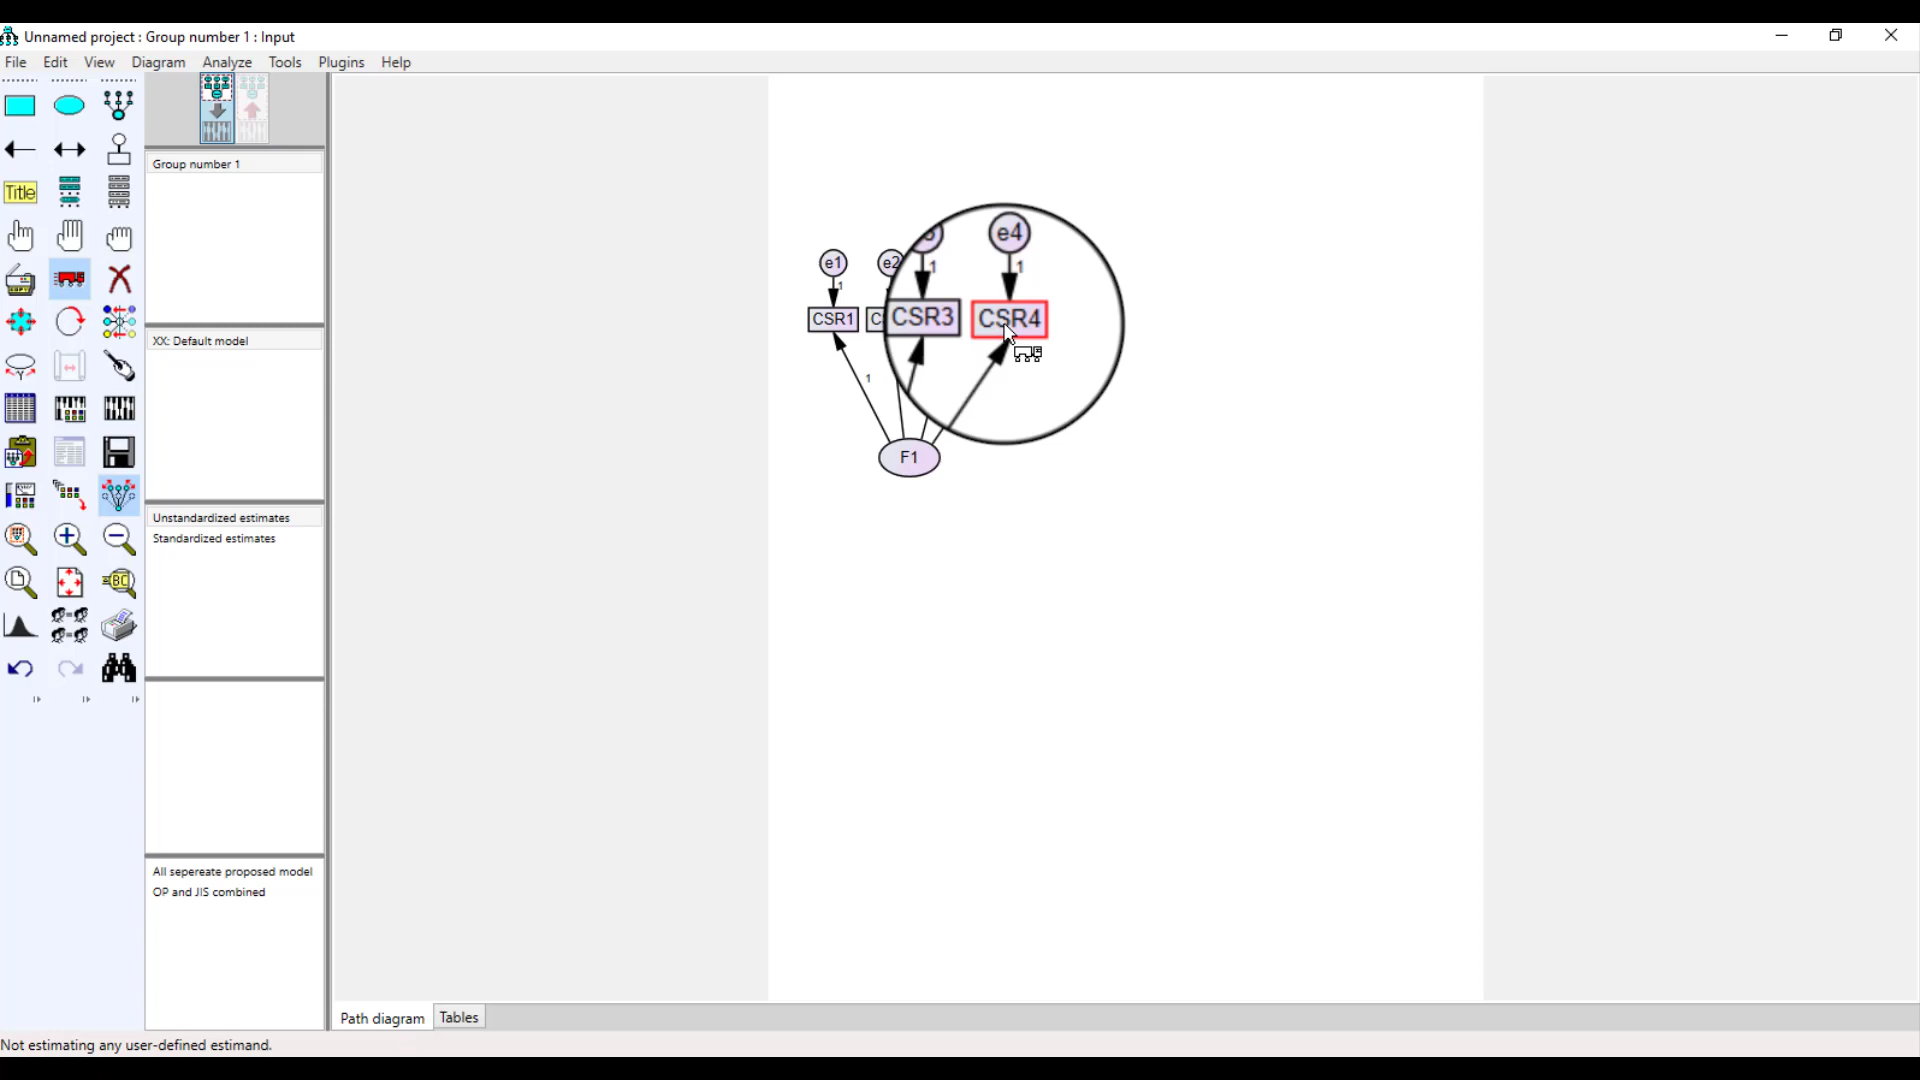 Unnamed project : Group number 1 : Input
File Edit View Diagram Analyze Tools Plugins Help
Title
BC
Group number 1
XX: Default model
Unstandardized estimates
Standardized estimates
All sepereate proposed model
OP and JIS combined
e1 e2 e4
1 1 1
CSR1 CSR3 CSR4
1
F1
Path diagram Tables
Not estimating any user-defined estimand.